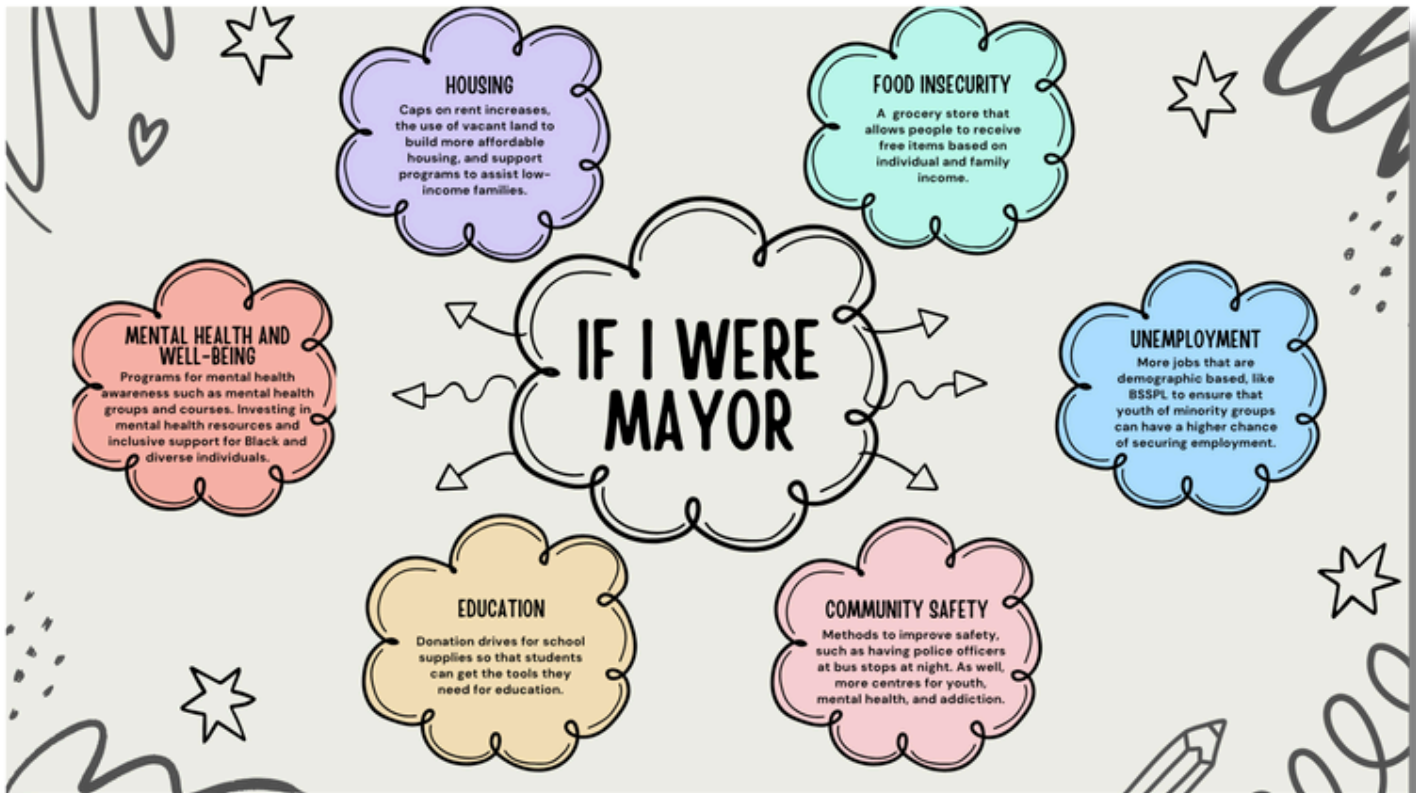 HOUSING
Caps on rent increases,
the use of vacant land to
build more affordable
housing, and support
programs to assist low-
income families.
FOOD INSECURITY
A grocery store that
allows people to receive
free items based on
individual and family
income.
MENTAL HEALTH AND
WELL-BEING
Programs for mental health
awareness such as mental health
groups and courses. Investing in
mental health resources and
inclusive support for Black and
diverse individuals.
IF I WERE
MAYOR
UNEMPLOYMENT
More jobs that are
demographic based, like
BSSPL to ensure that
youth of minority groups
can have a higher chance
of securing employment.
EDUCATION
Donation drives for school
supplies so that students
can get the tools they
need for education.
COMMUNITY SAFETY
Methods to improve safety,
such as having police officers
at bus stops at night. As well,
more centres for youth,
mental health, and addiction.